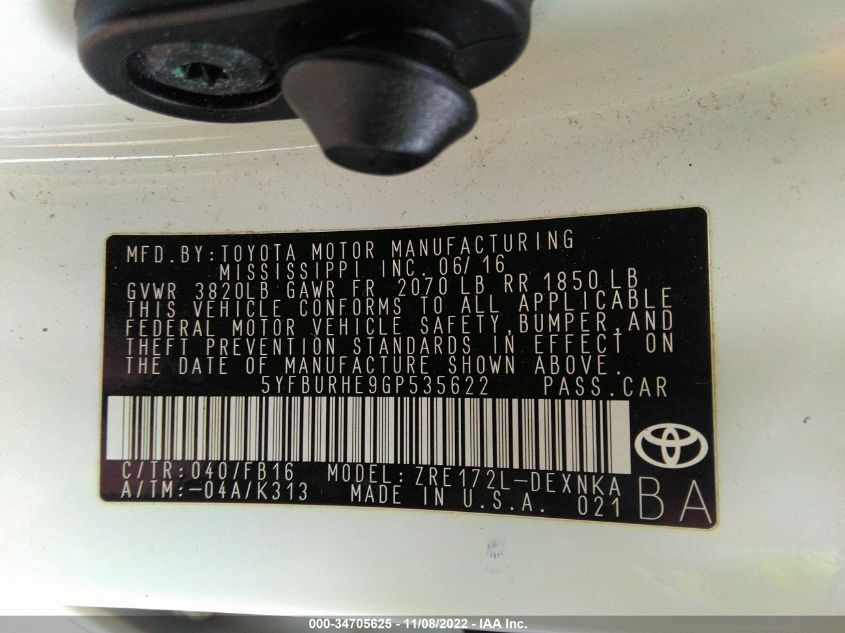 MFD.BY:TOYOTA MOTOR MANUFACTURING
MISSISSIPPI INC. 06/16
GVWR 3820LB GAWR FR 2070 LB RR 1850 LB
THIS VEHICLE CONFORMS TO ALL APPLICABLE
FEDERAL MOTOR VEHICLE SAFETY,BUMPER,AND
THEFT PREVENTION STANDARDS IN EFFECT ON
THE DATE OF MANUFACTURE SHOWN ABOVE.
5YFBURHE9GP535622 PASS.CAR
C/TR:040/FB16 MODEL:ZRE172L-DEXNKA
A/TM:-04A/K313 MADE IN U.S.A. 021 BA
000-34705625 - 11/08/2022 - IAA Inc.